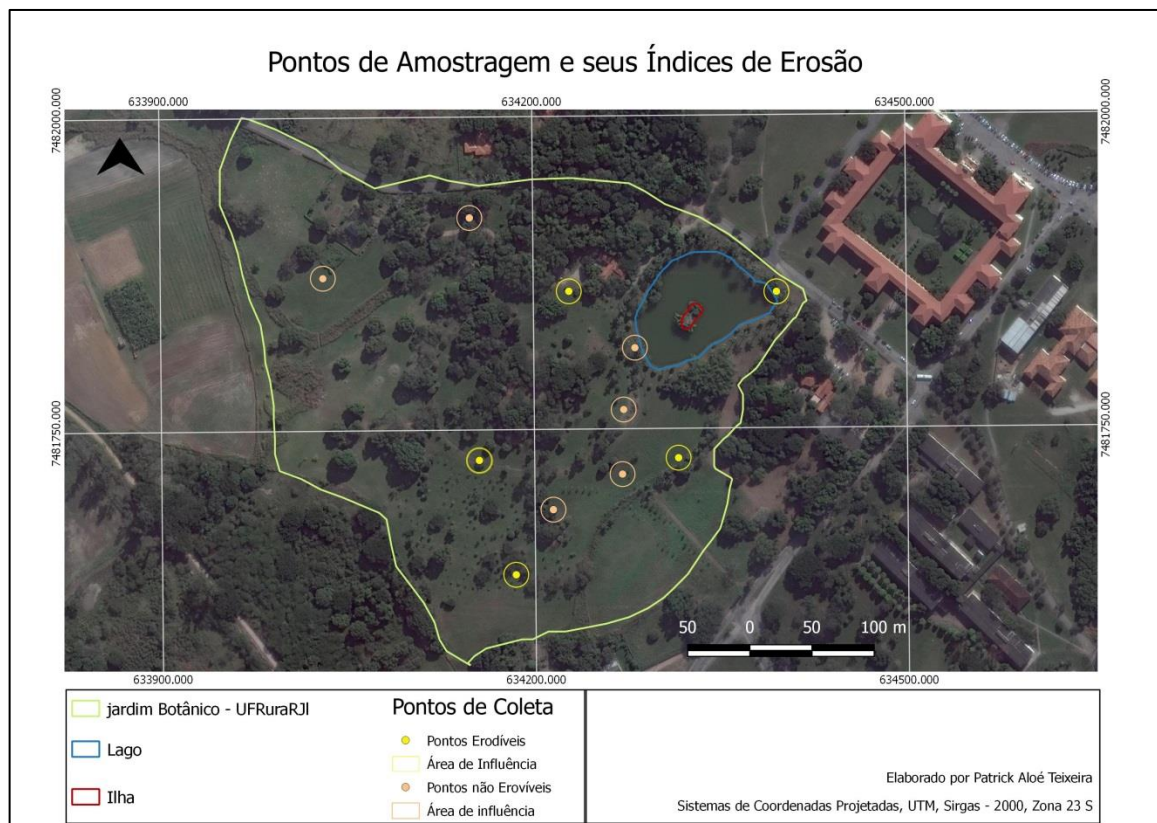 Pontos de Amostragem e seus Índices de Erosão
633900.000 634200.000 634500.000
7482000.000 7482000.000
7481750.000 7481750.000
50 0 50 100 m
633900.000 634200.000 634500.000
jardim Botânico - UFRuraRJl
Lago
Ilha
Pontos de Coleta
Pontos Erodíveis
Área de Influência
Pontos não Erovíveis
Área de influência
Elaborado por Patrick Aloé Teixeira
Sistemas de Coordenadas Projetadas, UTM, Sirgas - 2000, Zona 23 S